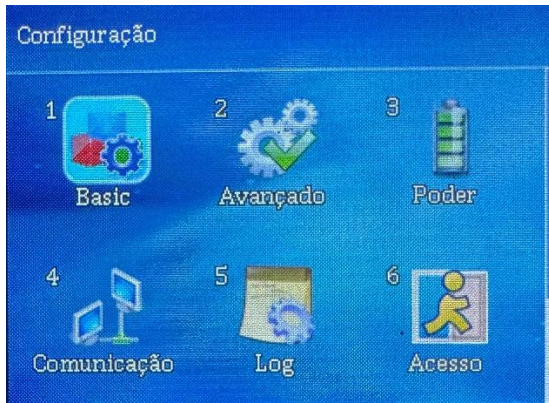 Configuração
1 2 3
Basic Avançado Poder
4 5 6
Comunicação Log Acesso